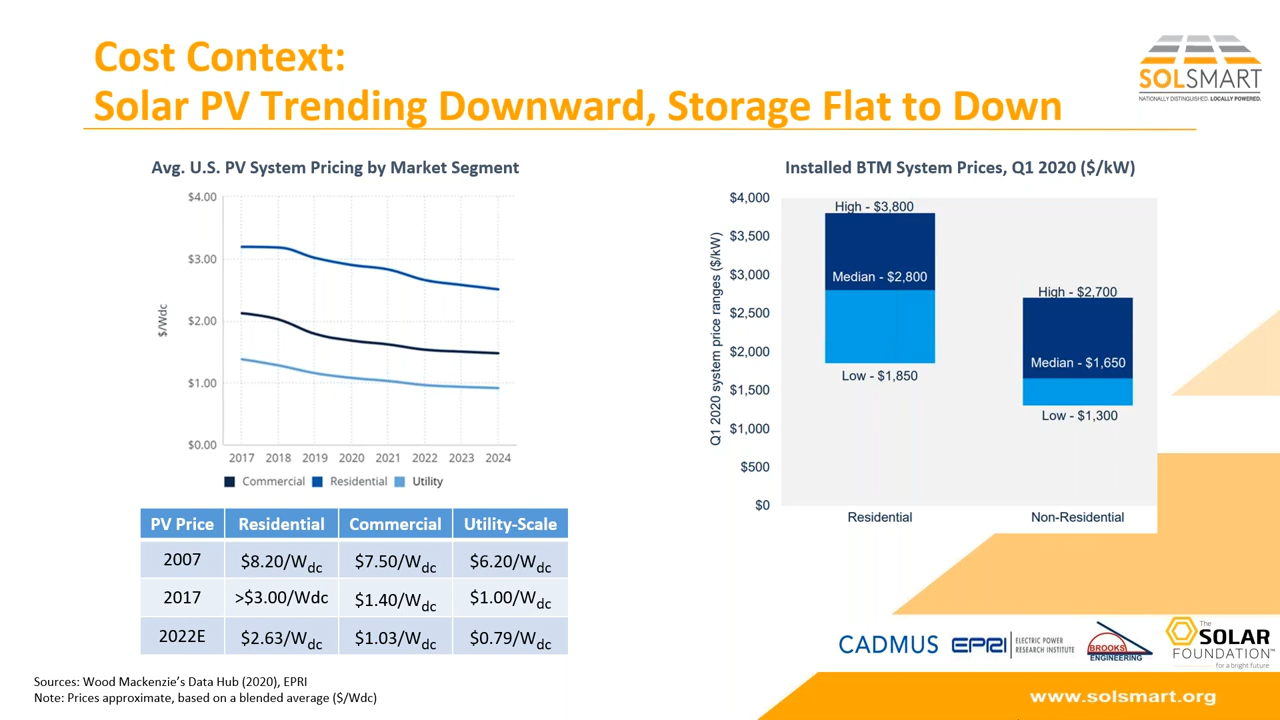 Cost Context:
Solar PV Trending Downward, Storage Flat to Down
SOLSMART
NATIONALLY DISTINGUISHED. LOCALLY POWERED.
Avg. U.S. PV System Pricing by Market Segment
$4.00
$3.00
$2.00
$1.00
$0.00
$/Wdc
2017 2018 2019 2020 2021 2022 2023 2024
Commercial Residential Utility
Installed BTM System Prices, Q1 2020 ($/kW)
Q1 2020 system price ranges ($/kW)
$4,000
$3,500
$3,000
$2,500
$2,000
$1,500
$1,000
$500
$0
High - $3,800
Median - $2,800
Low - $1,850
High - $2,700
Median - $1,650
Low - $1,300
Residential Non-Residential
PV Price Residential Commercial Utility-Scale
2007 $8.20/Wdc $7.50/Wdc $6.20/Wdc
2017 >$3.00/Wdc $1.40/Wdc $1.00/Wdc
2022E $2.63/Wdc $1.03/Wdc $0.79/Wdc
CADMUS
EPRI
ELECTRIC POWER
RESEARCH INSTITUTE
BROOKS
ENGINEERING
The
SOLAR
FOUNDATION™
for a bright future
Sources: Wood Mackenzie's Data Hub (2020), EPRI
Note: Prices approximate, based on a blended average ($/Wdc)
www.solsmart.org